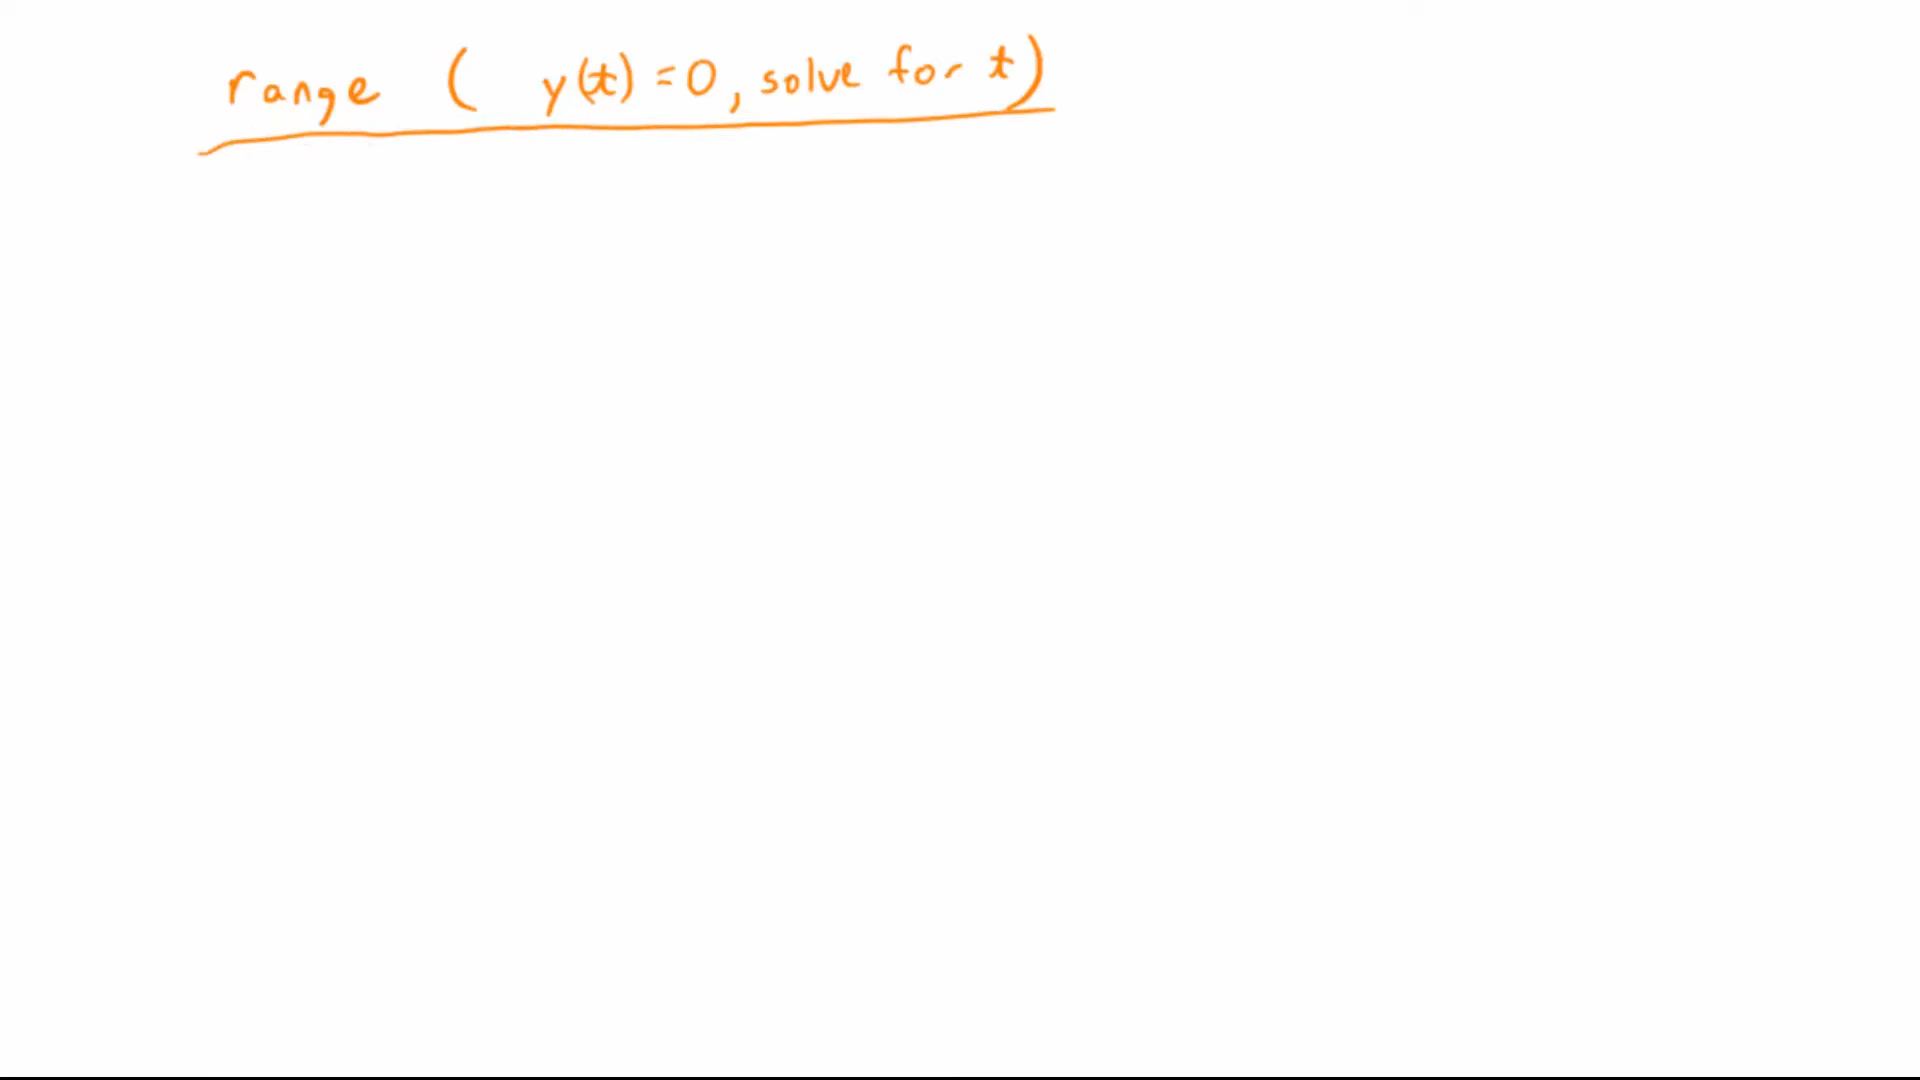 range ( y(t) = 0, solve for t)